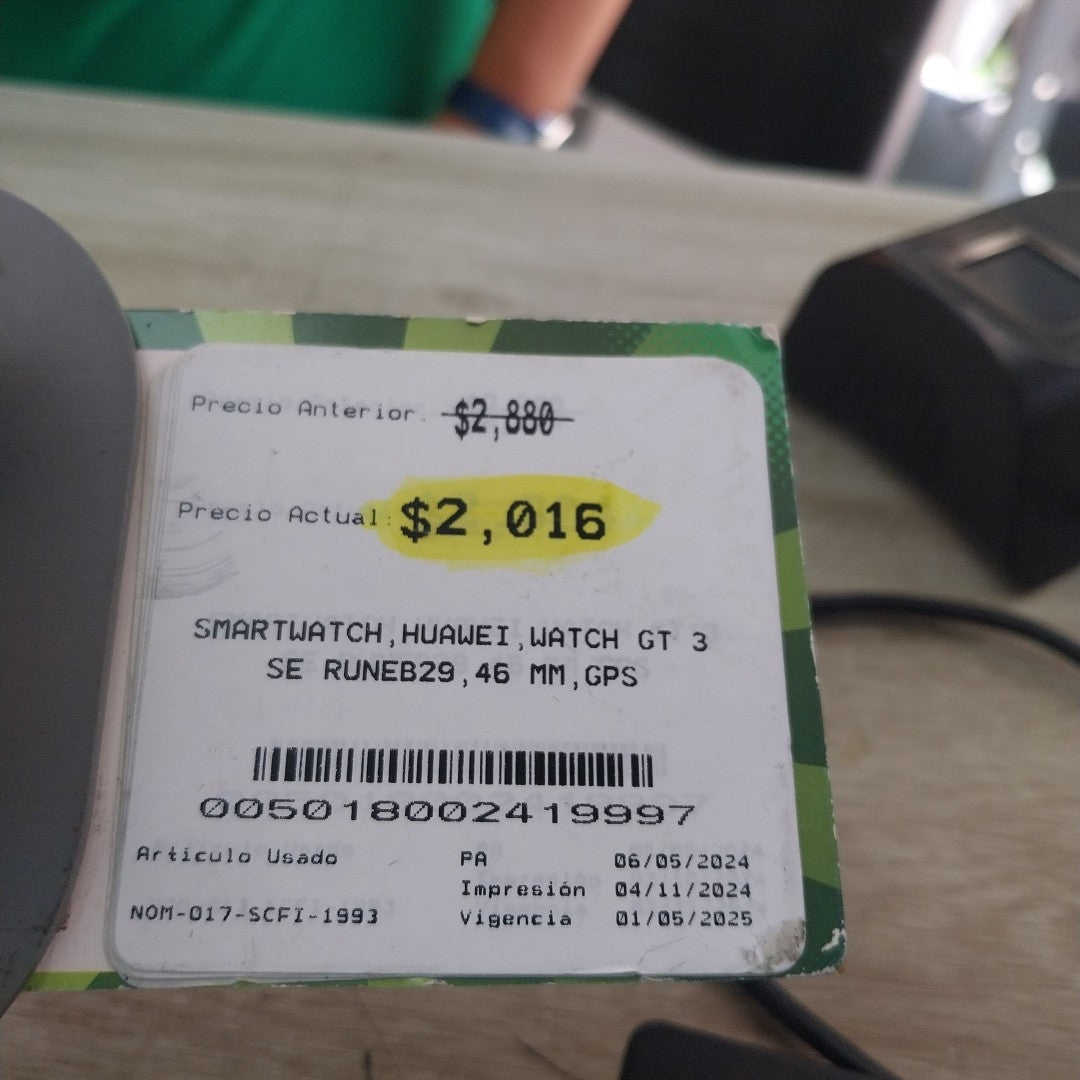 Precio Anterior: $2,880
Precio Actual: $2,016
SMARTWATCH,HUAWEI,WATCH GT 3
SE RUNEB29,46 MM,GPS
005018002419997
Artículo Usado PA 06/05/2024
Impresión 04/11/2024
NOM-017-SCFI-1993 Vigencia 01/05/2025